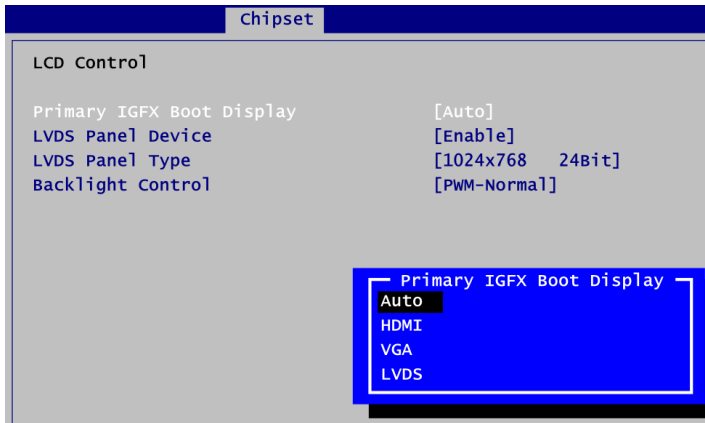 Chipset
LCD Control
Primary IGFX Boot Display [Auto]
LVDS Panel Device [Enable]
LVDS Panel Type [1024x768 24Bit]
Backlight Control [PWM-Normal]
Primary IGFX Boot Display
Auto
HDMI
VGA
LVDS